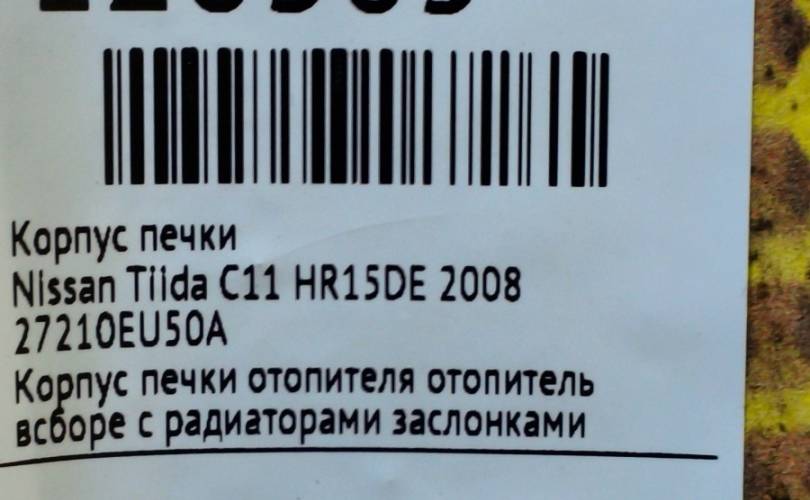 Корпус печки
Nissan Tiida C11 HR15DE 2008
27210EU50A
Корпус печки отопителя отопитель
всборе с радиаторами заслонками